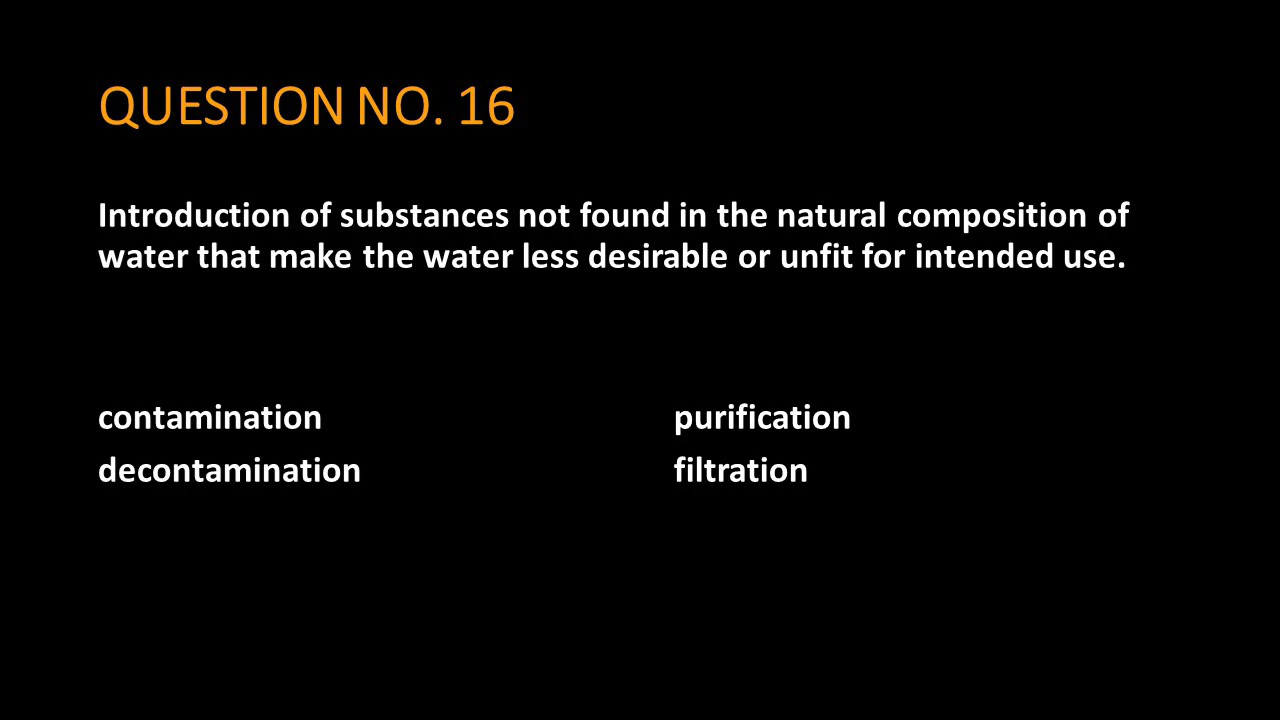 QUESTION NO. 16
Introduction of substances not found in the natural composition of
water that make the water less desirable or unfit for intended use.
contamination
purification
decontamination
filtration